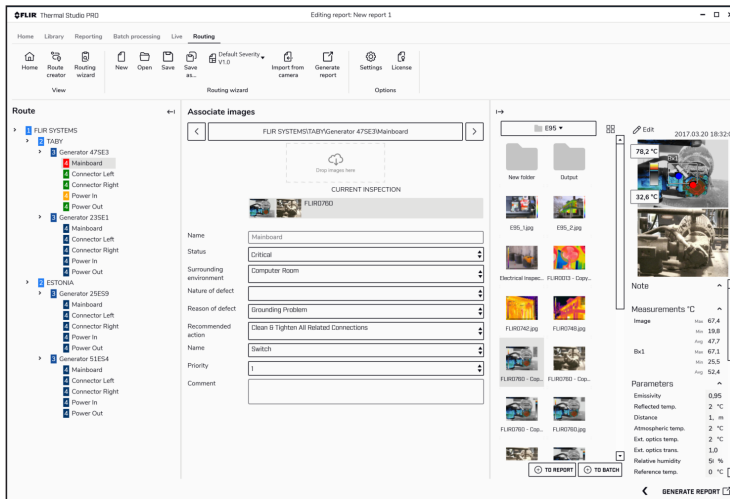 FLIR Thermal Studio PRO
Editing report: New report 1
Home Library Reporting Batch processing Live Routing
Home Route creator Routing wizard New Open Save Save as... Default Severity V1.0 Import from camera Generate report Settings License
View Routing wizard Options
Route
1 FLIR SYSTEMS
2 TABY
3 Generator 47SE3
4 Mainboard
4 Connector Left
4 Connector Right
4 Power In
4 Power Out
3 Generator 23SE1
4 Mainboard
4 Connector Left
4 Connector Right
4 Power In
4 Power Out
2 ESTONIA
3 Generator 25ES9
4 Mainboard
4 Connector Left
4 Connector Right
4 Power In
4 Power Out
3 Generator 51ES4
4 Mainboard
4 Connector Left
4 Connector Right
4 Power In
4 Power Out
Associate images
FLIR SYSTEMS\TABY\Generator 47SE3\Mainboard
Drop images here
CURRENT INSPECTION
FLIR0760
Name Mainboard
Status Critical
Surrounding environment Computer Room
Nature of defect
Reason of defect Grounding Problem
Recommended action Clean & Tighten All Related Connections
Name Switch
Priority 1
Comment
E95
New folder Output
E95_1.jpg E95_2.jpg
Electrical Inspec... FLIR0013 - Copy...
FLIR0742.jpg FLIR0748.jpg
FLIR0760 - Cop... FLIR0760 - Cop...
FLIR0760 - Cop... FLIR0760.jpg
TO REPORT TO BATCH
Edit
2017.03.20 18:32:0
78,2 °C
Bx1
32,6 °C
Note
Measurements °C
Image Max 67,4
Min 19,8
Avg 47,7
Bx1 Max 67,1
Min 25,5
Avg 52,4
Parameters
Emissivity 0,95
Reflected temp. 2 °C
Distance 1, m
Atmospheric temp. 2 °C
Ext. optics temp. 2 °C
Ext. optics trans. 1,0
Relative humidity %
Reference temp. 0 °C
GENERATE REPORT